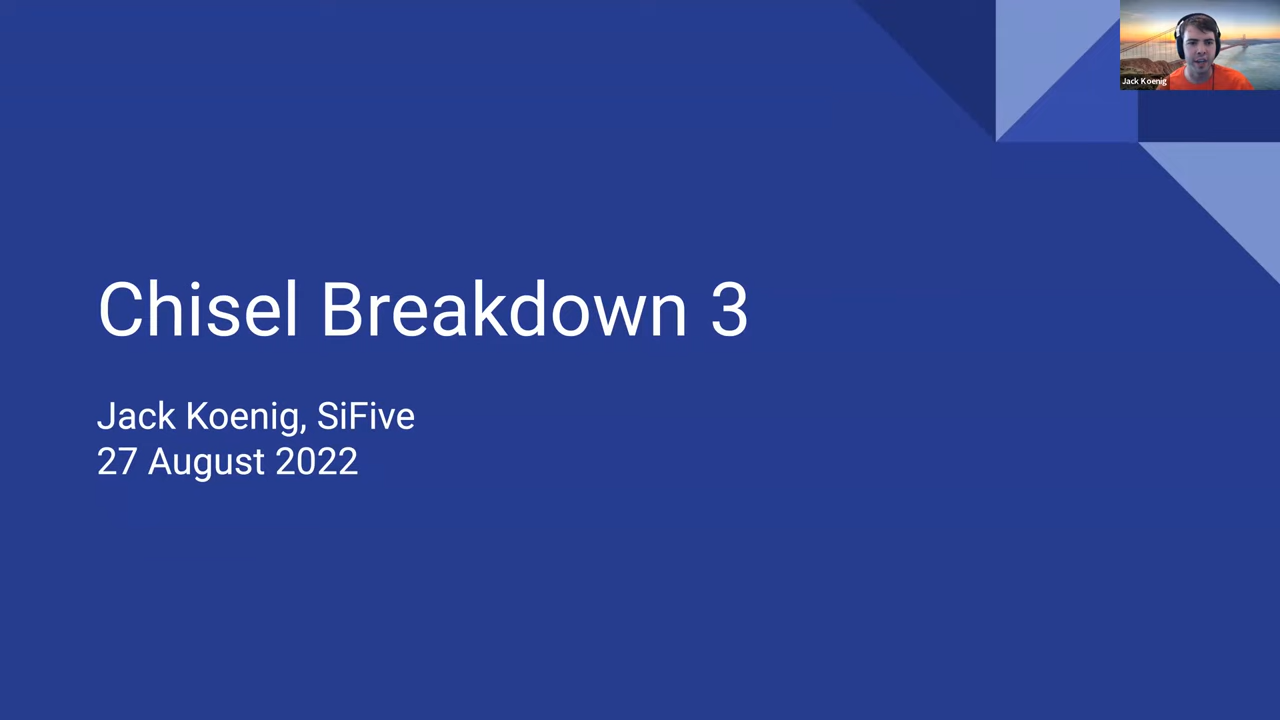 Jack Koenig
Chisel Breakdown 3
Jack Koenig, SiFive
27 August 2022